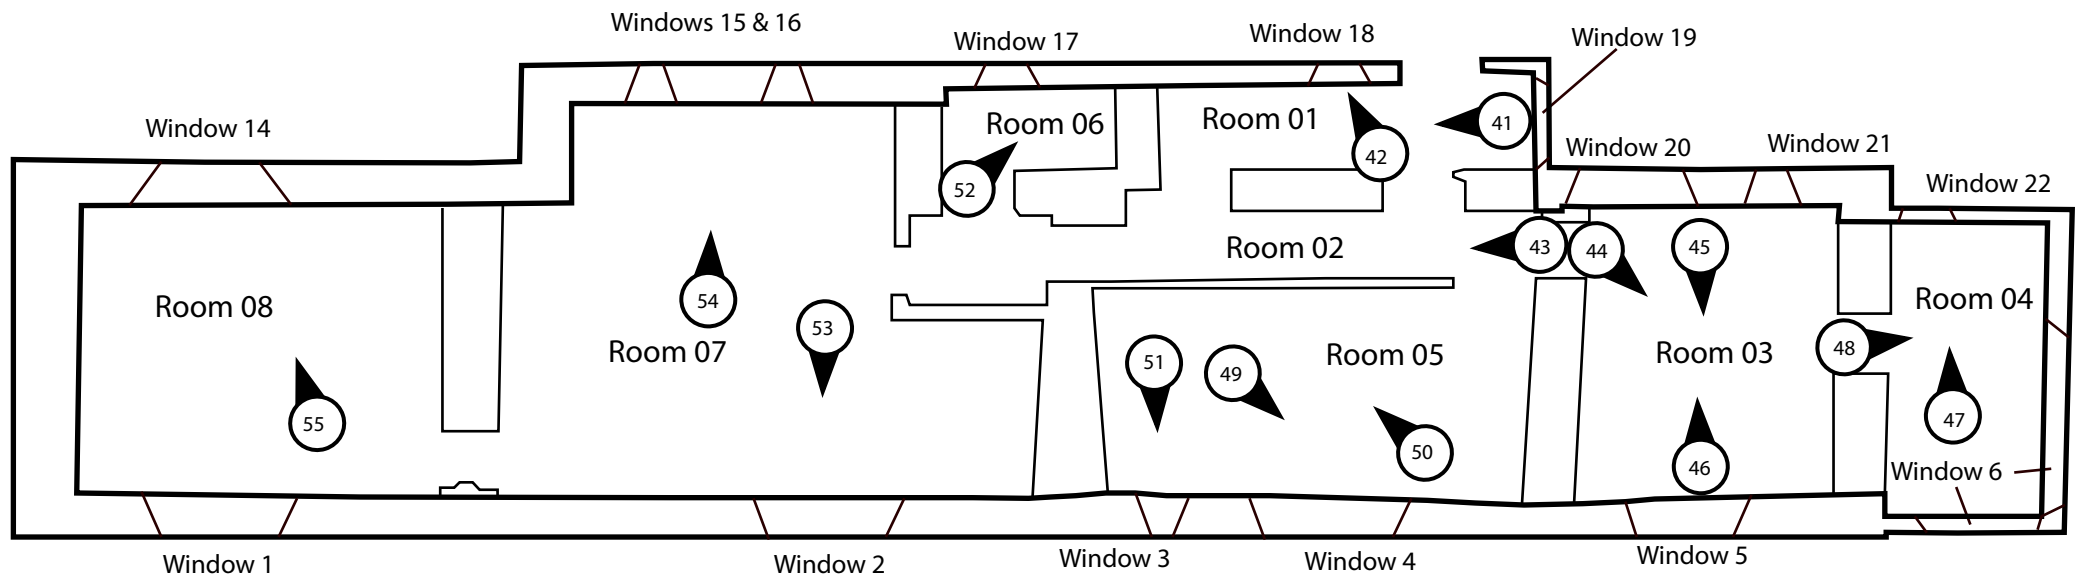 Windows 15 & 16
Window 17
Window 18
Window 19
Window 14
Room 06
Room 01
41
42
Window 20
Window 21
52
Window 22
Room 02
43
44
45
Room 08
54
53
Room 04
Room 07
51
49
Room 05
Room 03
48
55
50
46
47
Window 6
Window 1
Window 2
Window 3
Window 4
Window 5